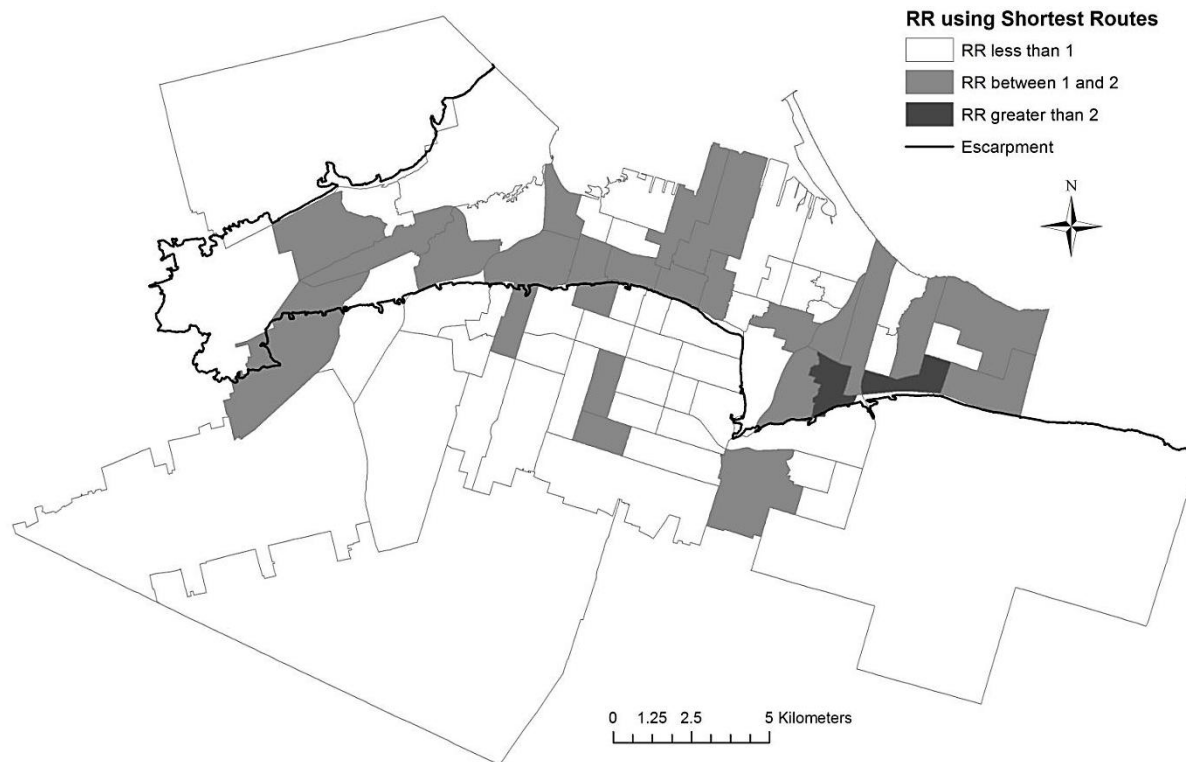 RR using Shortest Routes
RR less than 1
RR between 1 and 2
RR greater than 2
Escarpment
N
0 1.25 2.5 5 Kilometers